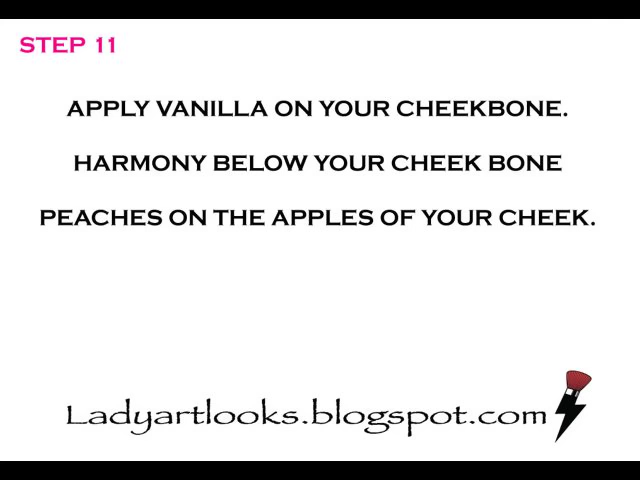 STEP 11
APPLY VANILLA ON YOUR CHEEKBONE.
HARMONY BELOW YOUR CHEEK BONE
PEACHES ON THE APPLES OF YOUR CHEEK.
Ladyartlooks.blogspot.com